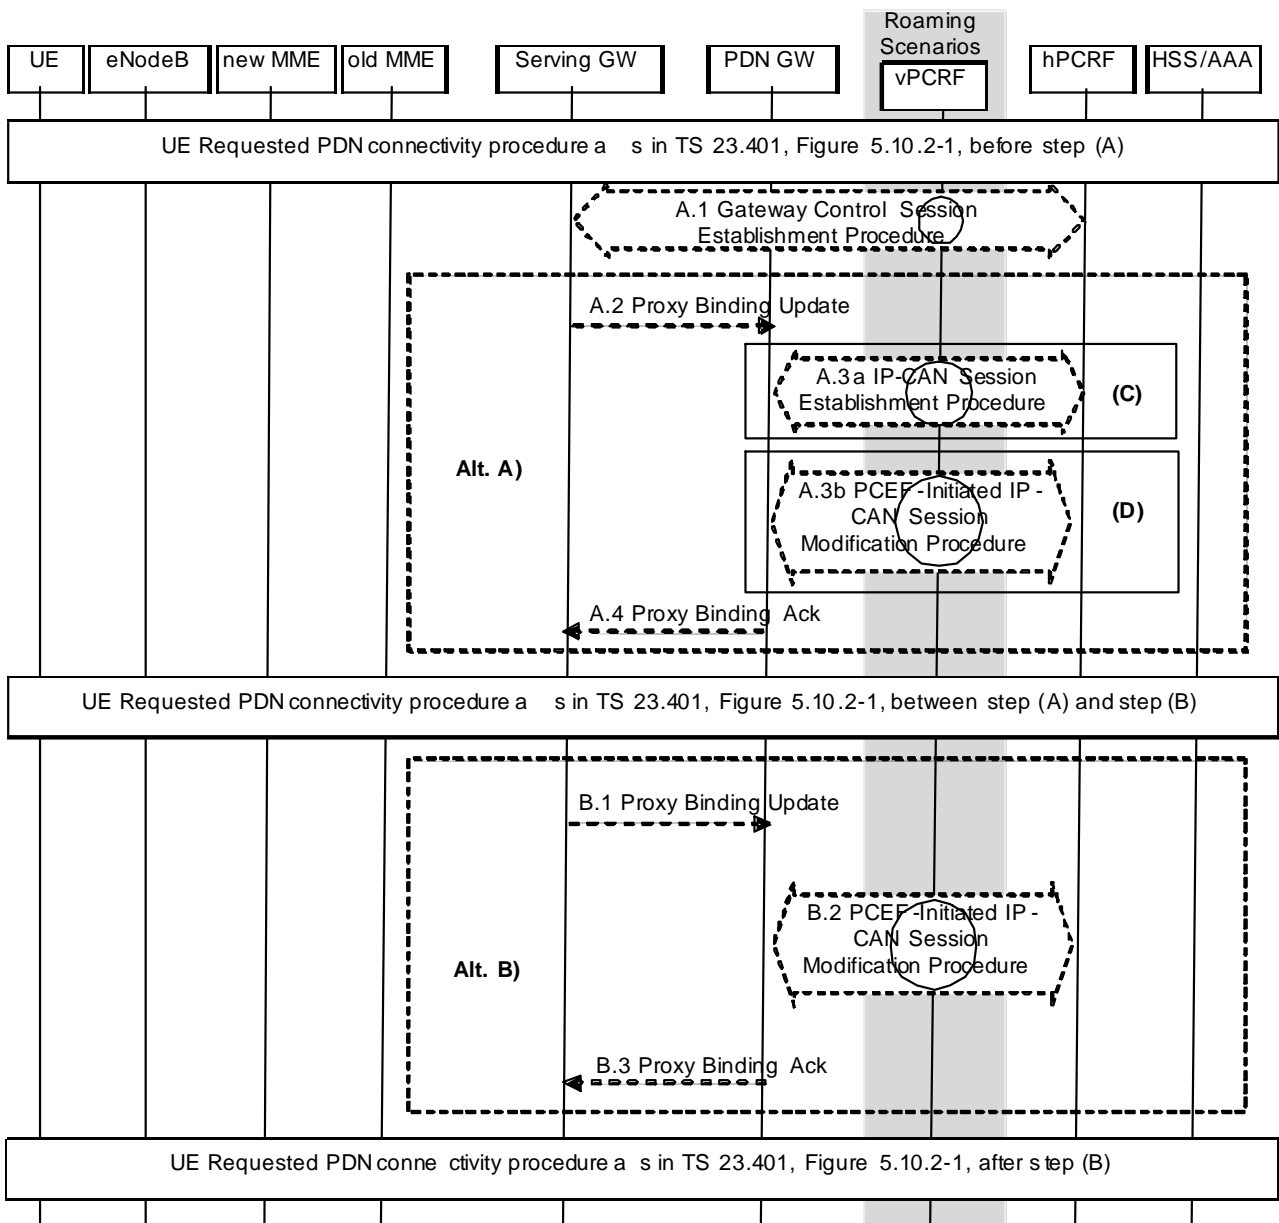 Roaming
Scenarios
UE
eNodeB
new MME
old MME
Serving GW
PDN GW
vPCRF
hPCRF
HSS/AAA
UE Requested PDN connectivity procedure a s in TS 23.401, Figure 5.10.2-1, before step (A)
A.1 Gateway Control Session
Establishment Procedure
A.2 Proxy Binding Update
A.3a IP-CAN Session
Establishment Procedure
(C)
Alt. A)
A.3b PCEF-Initiated IP-
CAN Session
Modification Procedure
(D)
A.4 Proxy Binding Ack
UE Requested PDN connectivity procedure a s in TS 23.401, Figure 5.10.2-1, between step (A) and step (B)
B.1 Proxy Binding Update
B.2 PCEF-Initiated IP-
CAN Session
Modification Procedure
Alt. B)
B.3 Proxy Binding Ack
UE Requested PDN conne ctivity procedure a s in TS 23.401, Figure 5.10.2-1, after step (B)